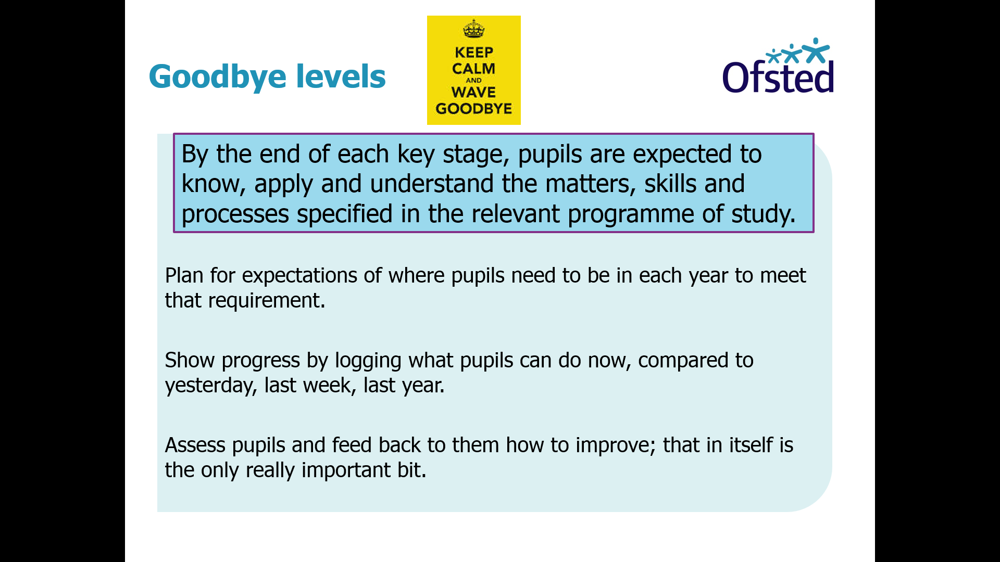 Goodbye levels
KEEP
CALM
AND
WAVE
GOODBYE
Ofsted
By the end of each key stage, pupils are expected to
know, apply and understand the matters, skills and
processes specified in the relevant programme of study.
Plan for expectations of where pupils need to be in each year to meet
that requirement.
Show progress by logging what pupils can do now, compared to
yesterday, last week, last year.
Assess pupils and feed back to them how to improve; that in itself is
the only really important bit.